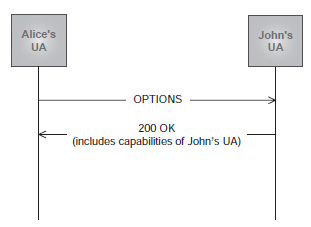 Alice's
UA
John's
UA
OPTIONS
200 OK
(includes capabilities of John's UA)